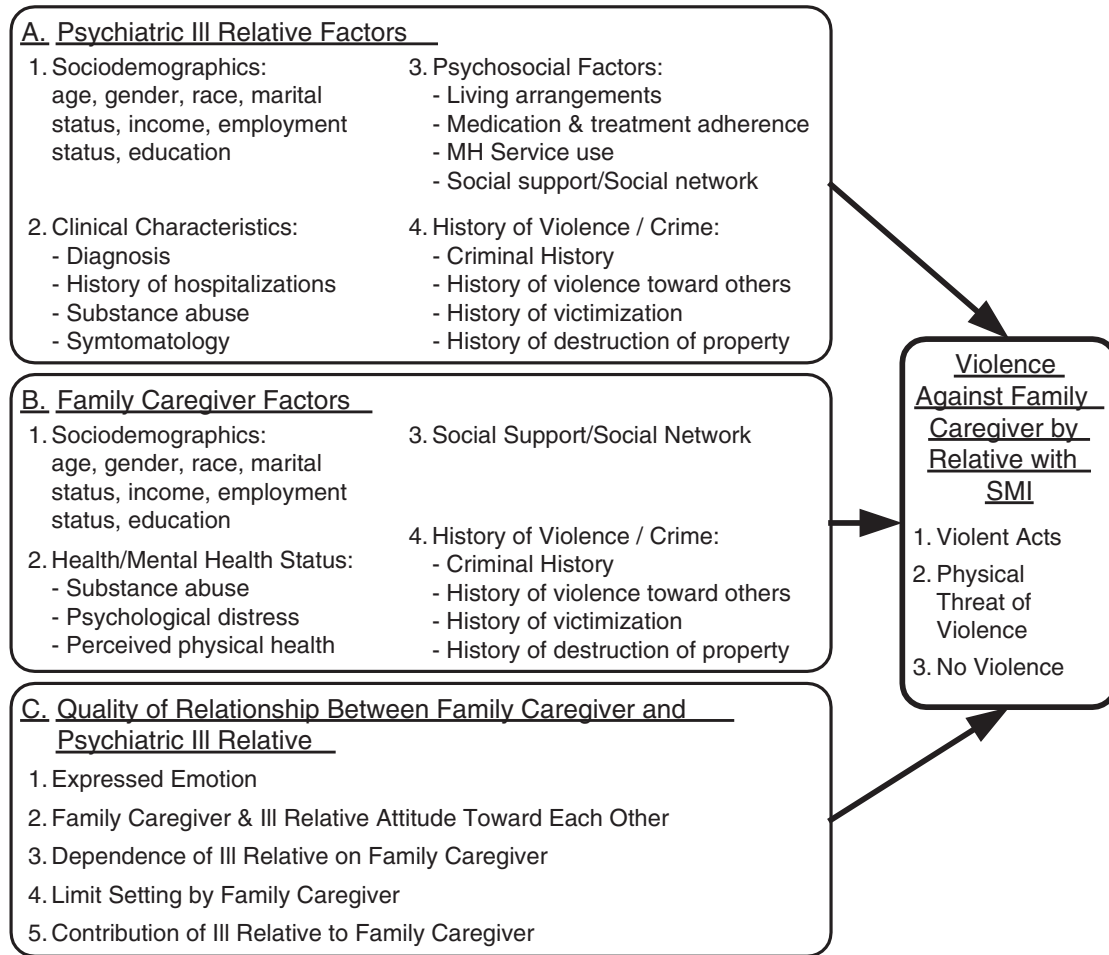 A. Psychiatric Ill Relative Factors
1. Sociodemographics:
age, gender, race, marital
status, income, employment
status, education
2. Clinical Characteristics:
- Diagnosis
- History of hospitalizations
- Substance abuse
- Symtomatology
3. Psychosocial Factors:
- Living arrangements
- Medication & treatment adherence
- MH Service use
- Social support/Social network
4. History of Violence / Crime:
- Criminal History
- History of violence toward others
- History of victimization
- History of destruction of property
B. Family Caregiver Factors
1. Sociodemographics:
age, gender, race, marital
status, income, employment
status, education
2. Health/Mental Health Status:
- Substance abuse
- Psychological distress
- Perceived physical health
3. Social Support/Social Network
4. History of Violence / Crime:
- Criminal History
- History of violence toward others
- History of victimization
- History of destruction of property
C. Quality of Relationship Between Family Caregiver and
Psychiatric Ill Relative
1. Expressed Emotion
2. Family Caregiver & Ill Relative Attitude Toward Each Other
3. Dependence of Ill Relative on Family Caregiver
4. Limit Setting by Family Caregiver
5. Contribution of Ill Relative to Family Caregiver
Violence
Against Family
Caregiver by
Relative with
SMI
1. Violent Acts
2. Physical
Threat of
Violence
3. No Violence